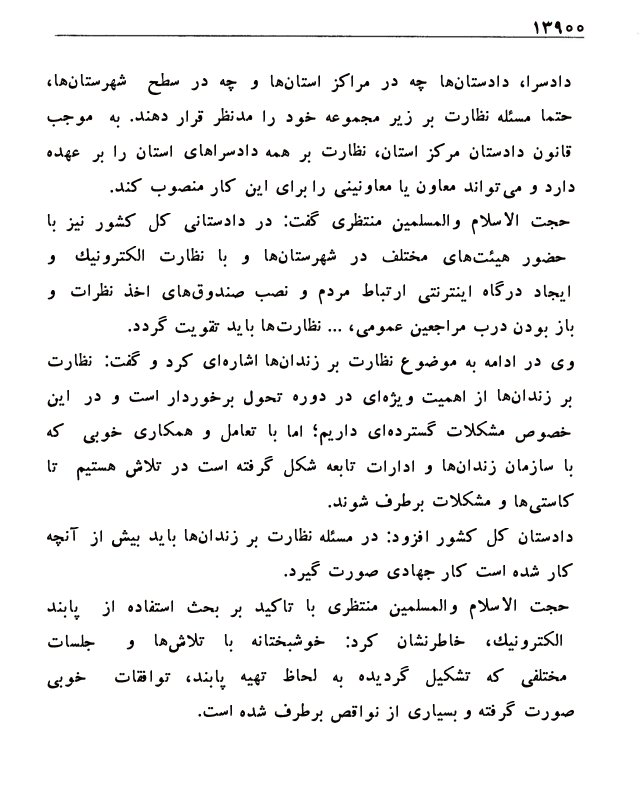 ۱۳۹۰۰
دادسرا، دادستان‌ها چه در مراکز استان‌ها و چه در سطح شهرستان‌ها،
حتما مسئله نظارت بر زیر مجموعه خود را مدنظر قرار دهند. به موجب
قانون دادستان مرکز استان، نظارت بر همه دادسراهای استان را بر عهده
دارد و می‌تواند معاون یا معاونینی را برای این کار منصوب کند.
حجت الاسلام والمسلمین منتظری گفت: در دادستانی کل کشور نیز با
حضور هیئت‌های مختلف در شهرستان‌ها و با نظارت الکترونیك و
ایجاد درگاه اینترنتی ارتباط مردم و نصب صندوق‌های اخذ نظرات و
باز بودن درب مراجعین عمومی، ... نظارت‌ها باید تقویت گردد.
وی در ادامه به موضوع نظارت بر زندان‌ها اشاره‌ای کرد و گفت: نظارت
بر زندان‌ها از اهمیت ویژه‌ای در دوره تحول برخوردار است و در این
خصوص مشکلات گسترده‌ای داریم؛ اما با تعامل و همکاری خوبی که
با سازمان زندان‌ها و ادارات تابعه شکل گرفته است در تلاش هستیم تا
کاستی‌ها و مشکلات برطرف شوند.
دادستان کل کشور افزود: در مسئله نظارت بر زندان‌ها باید بیش از آنچه
کار شده است کار جهادی صورت گیرد.
حجت الاسلام والمسلمین منتظری با تاکید بر بحث استفاده از پابند
الکترونیك، خاطرنشان کرد: خوشبختانه با تلاش‌ها و جلسات
مختلفی که تشکیل گردیده به لحاظ تهیه پابند، توافقات خوبی
صورت گرفته و بسیاری از نواقص برطرف شده است.